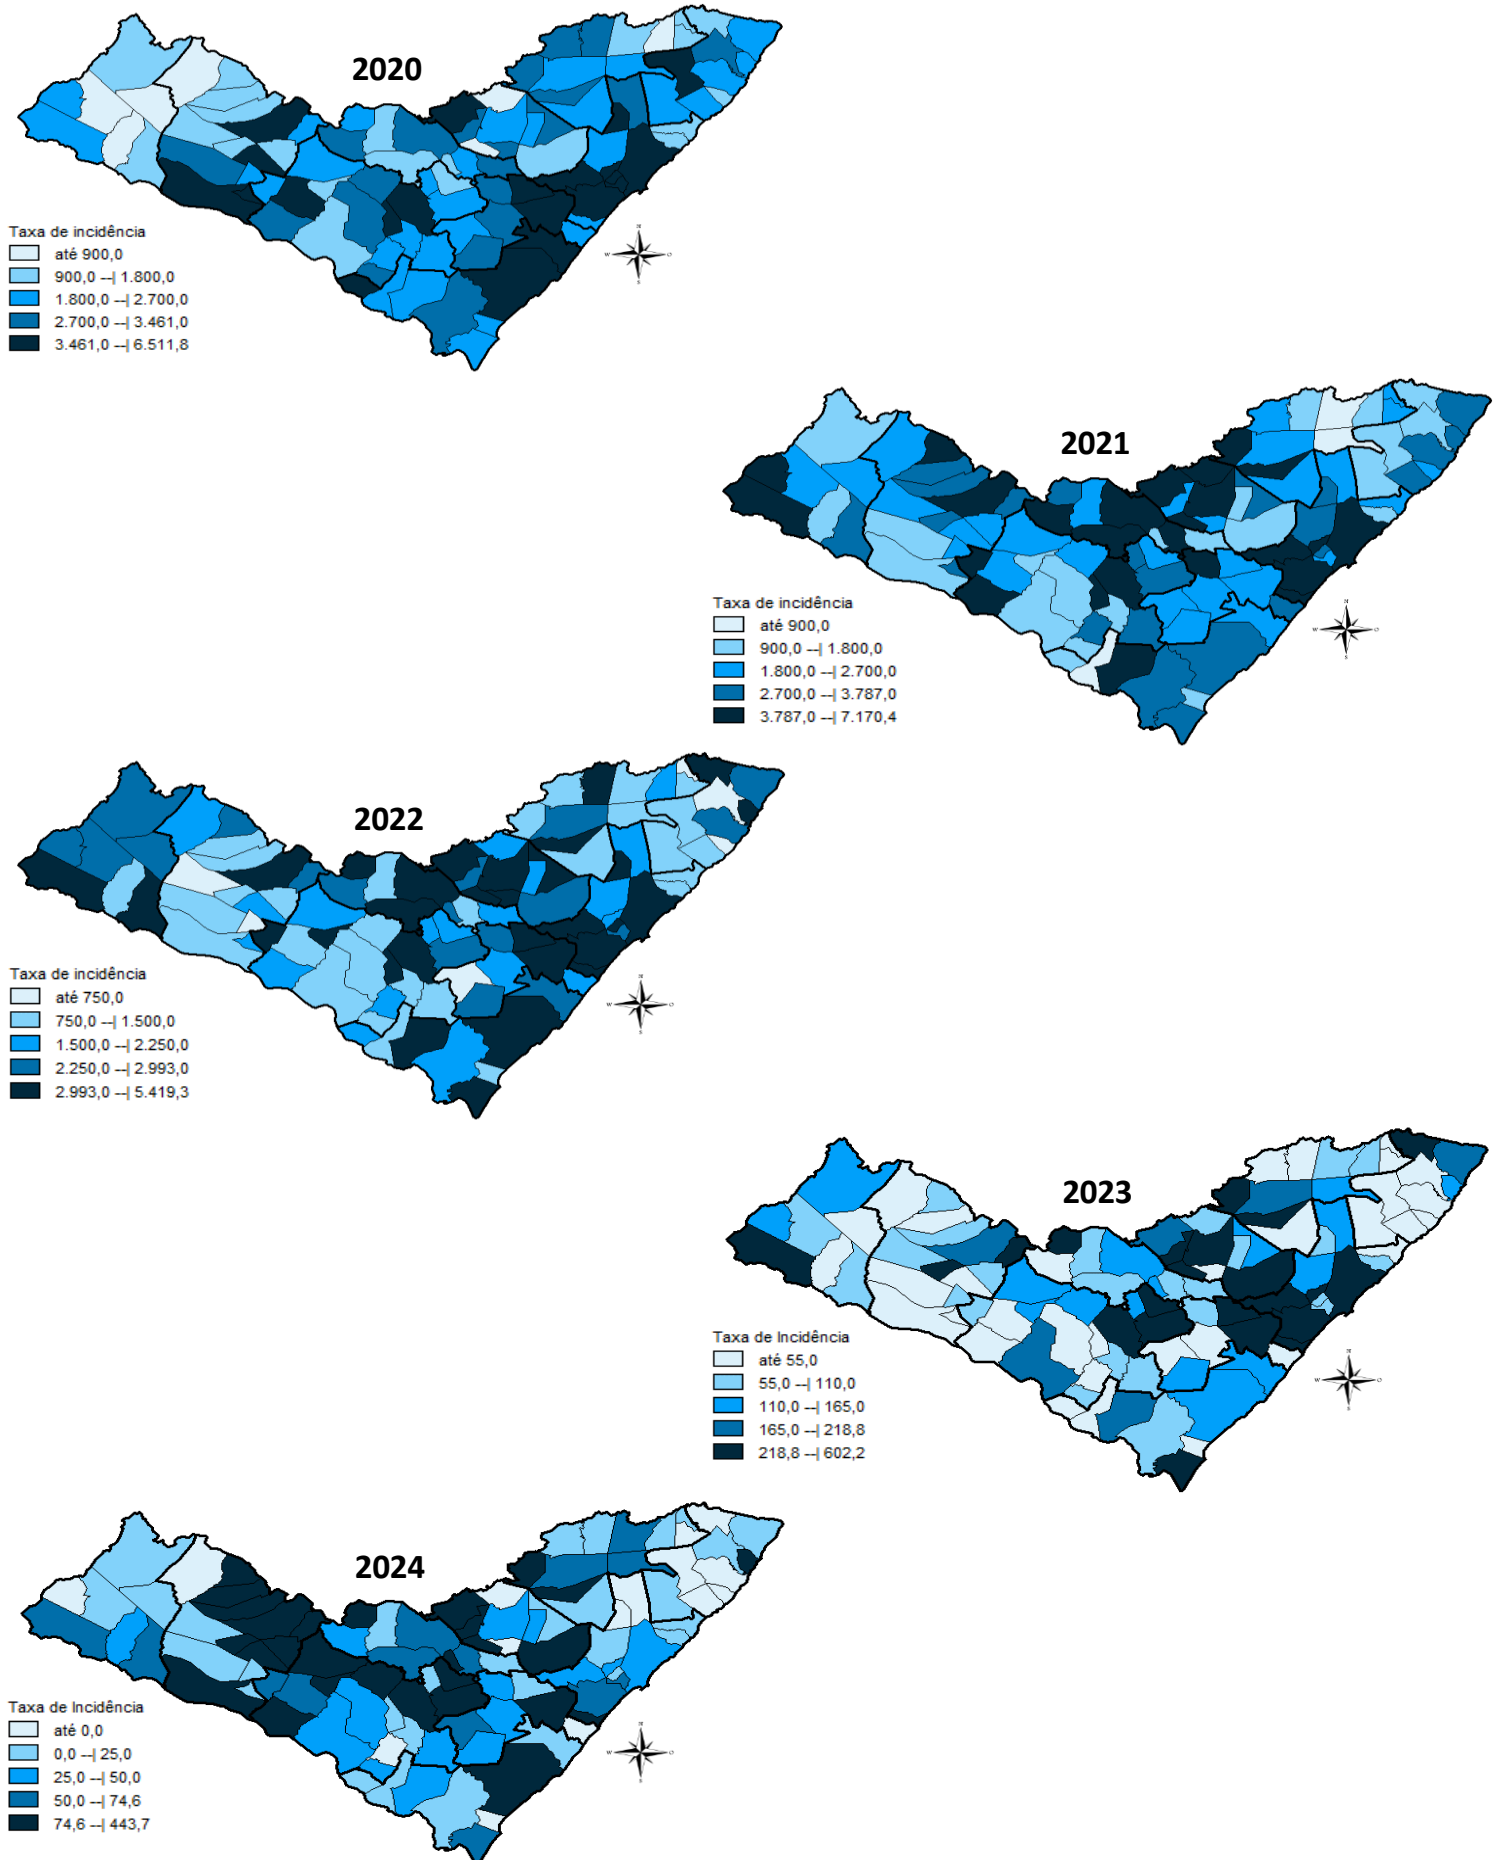 2020
Taxa de incidência
até 900,0
900,0 --| 1.800,0
1.800,0 --| 2.700,0
2.700,0 --| 3.461,0
3.461,0 --| 6.511,8
N
W
O
S
2021
Taxa de incidência
até 900,0
900,0 --| 1.800,0
1.800,0 --| 2.700,0
2.700,0 --| 3.787,0
3.787,0 --| 7.170,4
N
W
O
S
2022
Taxa de incidência
até 750,0
750,0 --| 1.500,0
1.500,0 --| 2.250,0
2.250,0 --| 2.993,0
2.993,0 --| 5.419,3
N
W
O
S
2023
Taxa de Incidência
até 55,0
55,0 --| 110,0
110,0 --| 165,0
165,0 --| 218,8
218,8 --| 602,2
N
W
O
S
2024
Taxa de Incidência
até 0,0
0,0 --| 25,0
25,0 --| 50,0
50,0 --| 74,6
74,6 --| 443,7
N
W
O
S